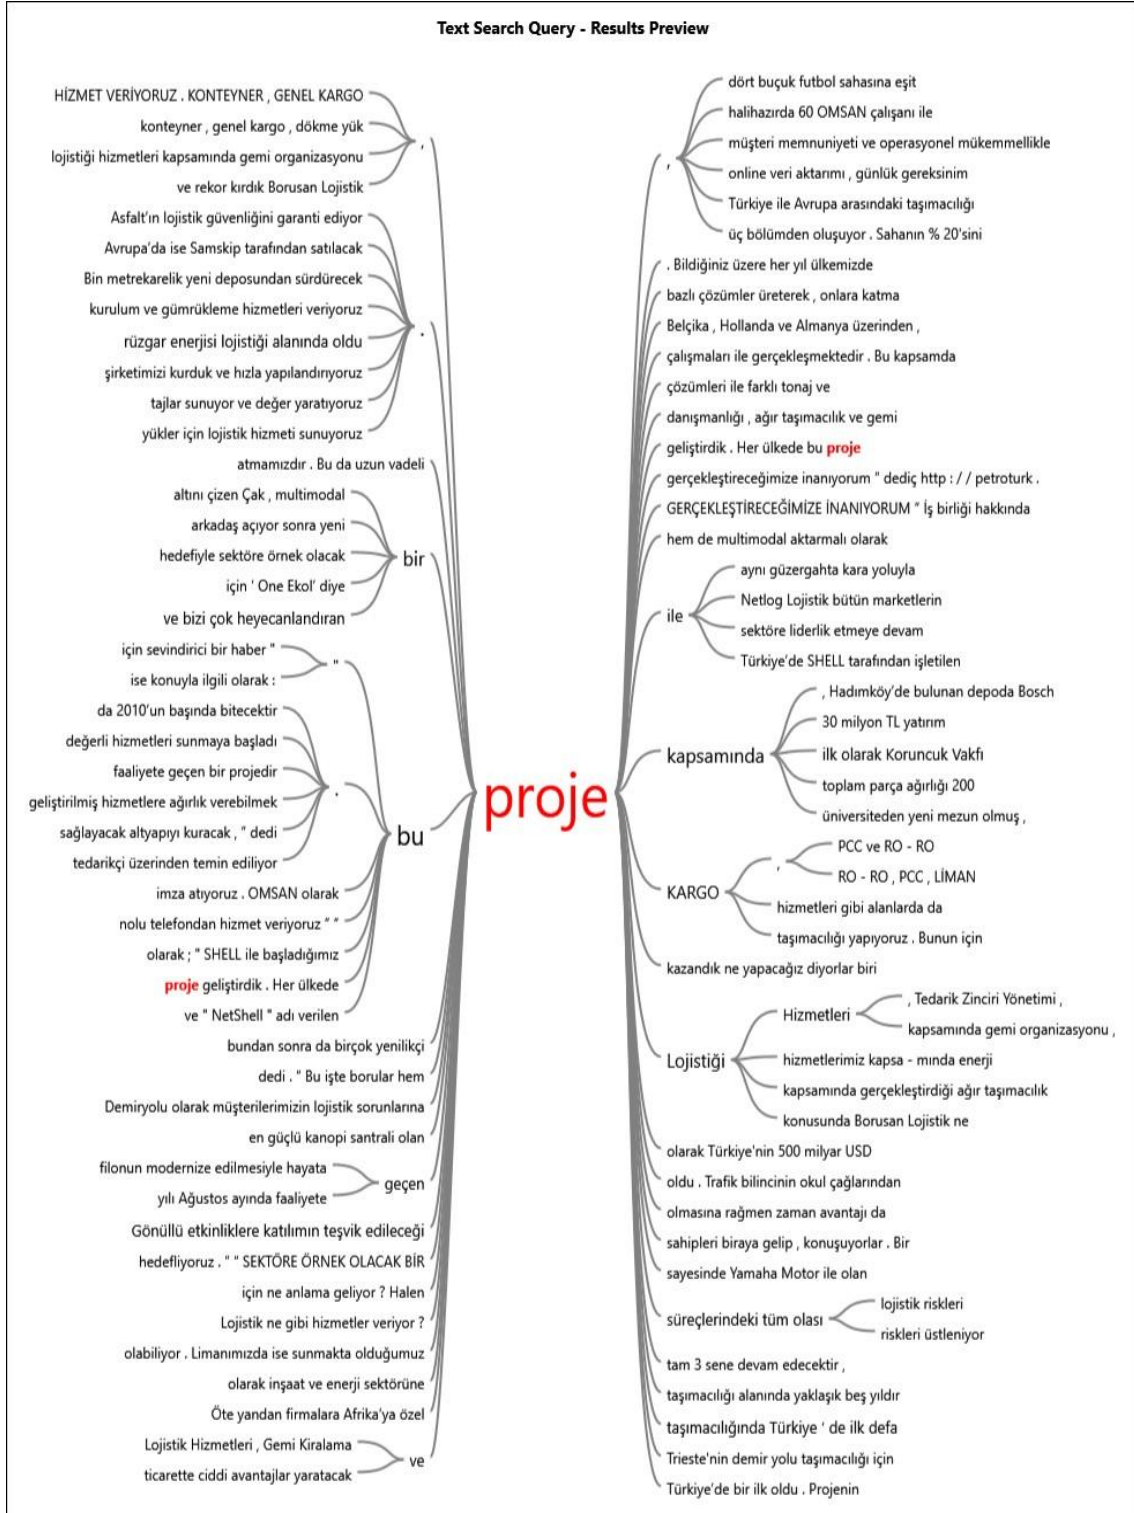 Text Search Query - Results Preview
HİZMET VERİYORUZ . KONTEYNER , GENEL KARGO
konteyner , genel kargo , dökme yük
lojistiği hizmetleri kapsamında gemi organizasyonu
ve rekor kırdık Borusan Lojistik
,
Asfalt'ın lojistik güvenliğini garanti ediyor
Avrupa'da ise Samskip tarafından satılacak
Bin metrekarelik yeni deposundan sürdürecek
kurulum ve gümrükleme hizmetleri veriyoruz
rüzgar enerjisi lojistiği alanında oldu
şirketimizi kurduk ve hızla yapılandırıyoruz
tajlar sunuyor ve değer yaratıyoruz
yükler için lojistik hizmeti sunuyoruz
.
atmamızdır . Bu da uzun vadeli
altını çizen Çak , multimodal
arkadaş açıyor sonra yeni
hedefiyle sektöre örnek olacak
için ' One Ekol' diye
ve bizi çok heyecanlandıran
bir
için sevindirici bir haber "
ise konuyla ilgili olarak :
"
da 2010'un başında bitecektir
değerli hizmetleri sunmaya başladı
faaliyete geçen bir projedir
geliştirilmiş hizmetlere ağırlık verebilmek
sağlayacak altyapıyı kuracak , " dedi
tedarikçi üzerinden temin ediliyor
.
imza atıyoruz . OMSAN olarak
nolu telefondan hizmet veriyoruz " "
olarak ; " SHELL ile başladığımız
proje geliştirdik . Her ülkede
ve " NetShell " adı verilen
bu
bundan sonra da birçok yenilikçi
dedi . " Bu işte borular hem
Demiryolu olarak müşterilerimizin lojistik sorunlarına
en güçlü kanopi santrali olan
filonun modernize edilmesiyle hayata
yılı Ağustos ayında faaliyete
geçen
Gönüllü etkinliklere katılımın teşvik edileceği
hedefliyoruz . " " SEKTÖRE ÖRNEK OLACAK BİR
için ne anlama geliyor ? Halen
Lojistik ne gibi hizmetler veriyor ?
olabiliyor . Limanımızda ise sunmakta olduğumuz
olarak inşaat ve enerji sektörüne
Öte yandan firmalara Afrika'ya özel
Lojistik Hizmetleri , Gemi Kiralama
ticarette ciddi avantajlar yaratacak
ve
proje
,
dört buçuk futbol sahasına eşit
halihazırda 60 OMSAN çalışanı ile
müşteri memnuniyeti ve operasyonel mükemmellikle
online veri aktarımı , günlük gereksinim
Türkiye ile Avrupa arasındaki taşımacılığı
üç bölümden oluşuyor . Sahanın % 20'sini
. Bildiğiniz üzere her yıl ülkemizde
bazlı çözümler üreterek , onlara katma
Belçika , Hollanda ve Almanya üzerinden ,
çalışmaları ile gerçekleşmektedir . Bu kapsamda
çözümleri ile farklı tonaj ve
danışmanlığı , ağır taşımacılık ve gemi
geliştirdik . Her ülkede bu proje
gerçekleştireceğimize inanıyorum " dediç http : / / petroturk .
GERÇEKLEŞTİRECEĞİMİZE İNANIYORUM " İş birliği hakkında
hem de multimodal aktarmalı olarak
ile
aynı güzergahta kara yoluyla
Netlog Lojistik bütün marketlerin
sektöre liderlik etmeye devam
Türkiye'de SHELL tarafından işletilen
kapsamında
, Hadımköy'de bulunan depoda Bosch
30 milyon TL yatırım
ilk olarak Koruncuk Vakfı
toplam parça ağırlığı 200
üniversiteden yeni mezun olmuş ,
KARGO
,
PCC ve RO - RO
RO - RO , PCC , LİMAN
hizmetleri gibi alanlarda da
taşımacılığı yapıyoruz . Bunun için
kazandık ne yapacağız diyorlar biri
Lojistiği
Hizmetleri
, Tedarik Zinciri Yönetimi ,
kapsamında gemi organizasyonu ,
hizmetlerimiz kapsa - mında enerji
kapsamında gerçekleştirdiği ağır taşımacılık
konusunda Borusan Lojistik ne
olarak Türkiye'nin 500 milyar USD
oldu . Trafik bilincinin okul çağlarından
olmasına rağmen zaman avantajı da
sahipleri biraya gelip , konuşuyorlar . Bir
sayesinde Yamaha Motor ile olan
süreçlerindeki tüm olası
lojistik riskleri
riskleri üstleniyor
tam 3 sene devam edecektir ,
taşımacılığı alanında yaklaşık beş yıldır
taşımacılığında Türkiye ' de ilk defa
Trieste'nin demir yolu taşımacılığı için
Türkiye'de bir ilk oldu . Projenin